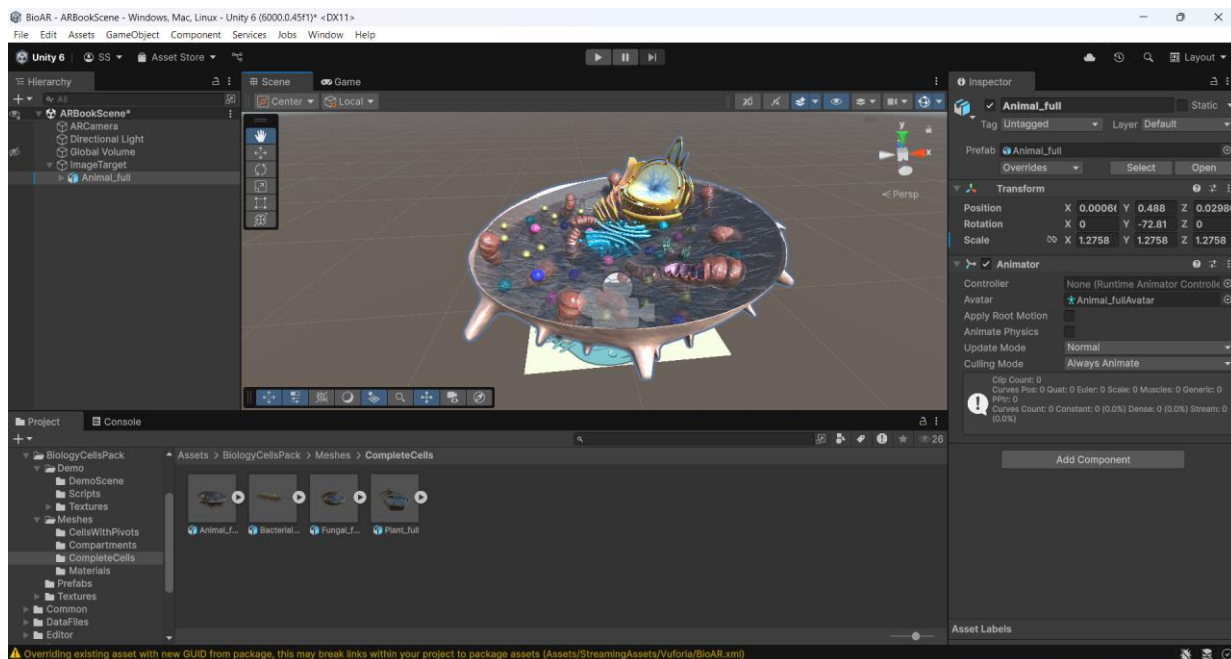 BioAR - ARBookScene - Windows, Mac, Linux - Unity 6 (6000.0.45f1)* <DX11>
File Edit Assets GameObject Component Services Jobs Window Help
Unity 6 SS Asset Store Layout
Hierarchy
All
ARBookScene*
ARCamera
Directional Light
Global Volume
ImageTarget
Animal_full
Scene Game
Center Local
y
x
Persp
Inspector
Animal_full Static
Tag Untagged Layer Default
Prefab Animal_full
Overrides Select Open
Transform
Position X 0.00066 Y 0.488 Z 0.0298
Rotation X 0 Y -72.81 Z 0
Scale X 1.2758 Y 1.2758 Z 1.2758
Animator
Controller None (Runtime Animator Controlle
Avatar Animal_fullAvatar
Apply Root Motion
Animate Physics
Update Mode Normal
Culling Mode Always Animate
Clip Count: 0
Curves Pos: 0 Quat: 0 Euler: 0 Scale: 0 Muscles: 0 Generic: 0
PPtr: 0
Curves Count: 0 Constant: 0 (0.0%) Dense: 0 (0.0%) Stream: 0
(0.0%)
Add Component
Asset Labels
Project Console
26
BiologyCellsPack
Demo
DemoScene
Scripts
Textures
Meshes
CellsWithPivots
Compartments
CompleteCells
Materials
Prefabs
Textures
Common
DataFiles
Editor
Assets > BiologyCellsPack > Meshes > CompleteCells
Animal_f... Bacterial... Fungal_f... Plant_full
Overriding existing asset with new GUID from package, this may break links within your project to package assets (Assets/StreamingAssets/Vuforia/BioAR.xml)